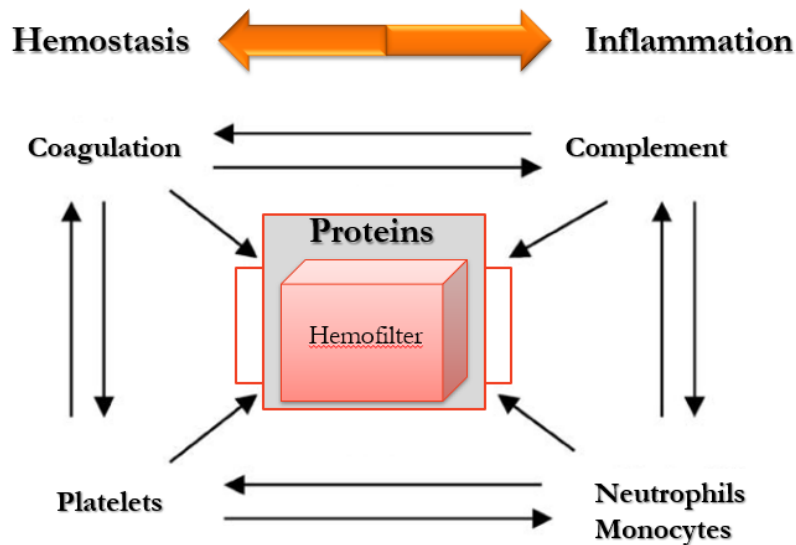 Hemostasis
Inflammation
Coagulation
Complement
Proteins
Hemofilter
Platelets
Neutrophils
Monocytes